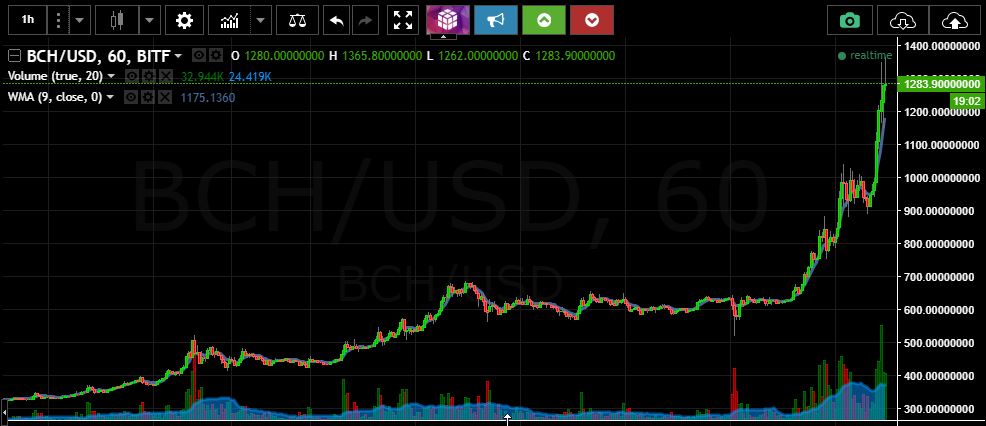 1h
BCH/USD, 60, BITF O 1280.00000000 H 1365.80000000 L 1262.00000000 C 1283.90000000
realtime
Volume (true, 20) 32.944K 24.419K
WMA (9, close, 0) 1175.1360
1400.00000000
1283.90000000
19:02
1200.00000000
1100.00000000
1000.00000000
900.00000000
800.00000000
700.00000000
600.00000000
500.00000000
400.00000000
300.00000000
BCH/USD, 60
BCH/USD